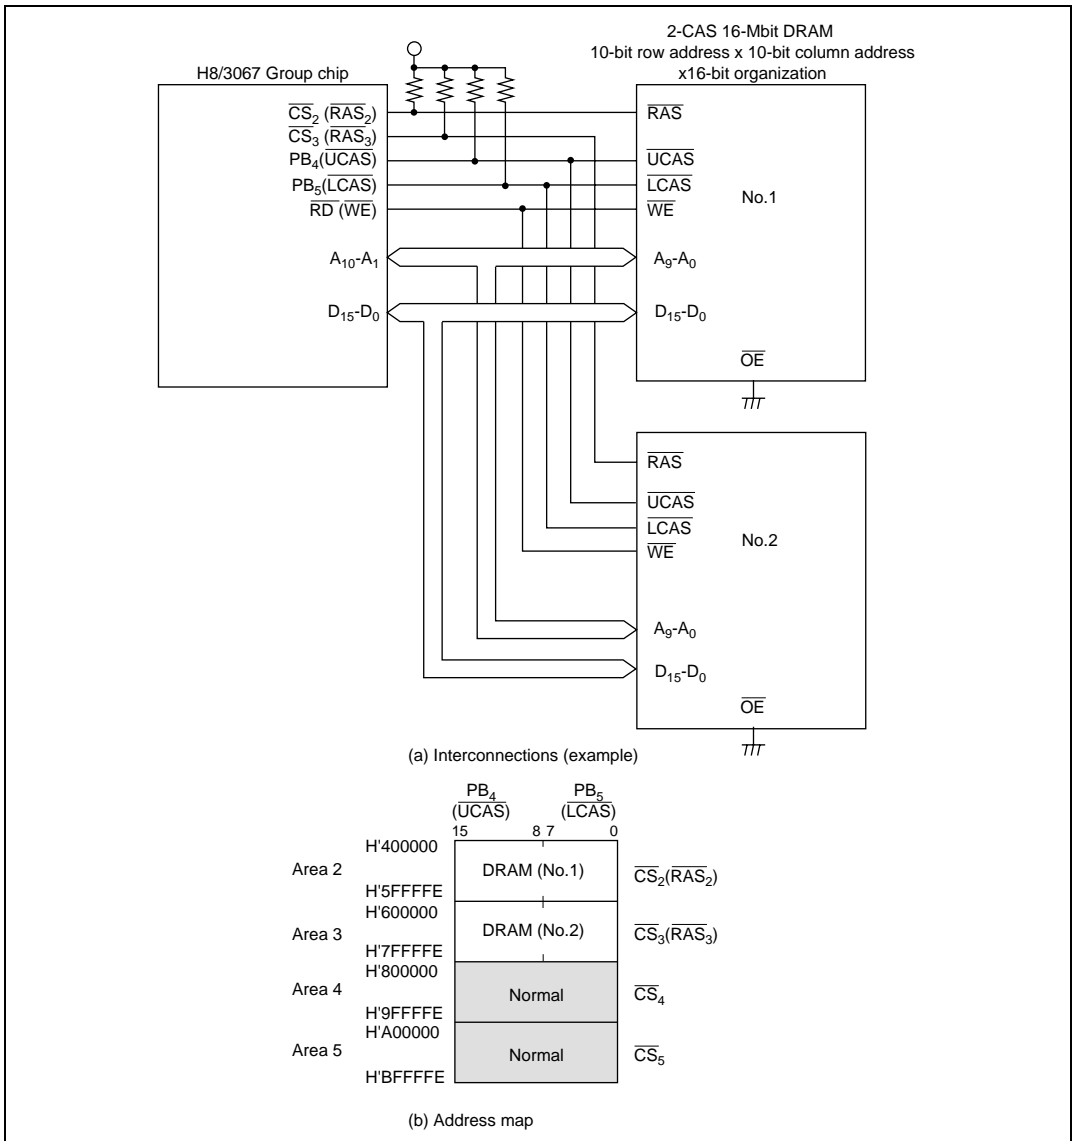 2-CAS 16-Mbit DRAM
10-bit row address x 10-bit column address
x16-bit organization
H8/3067 Group chip
CS2 (RAS2)
CS3 (RAS3)
PB4(UCAS)
PB5(LCAS)
RD (WE)
A10-A1
D15-D0
RAS
UCAS
LCAS
WE
No.1
A9-A0
D15-D0
OE
RAS
UCAS
LCAS
WE
No.2
A9-A0
D15-D0
OE
(a) Interconnections (example)
PB4 PB5
(UCAS) (LCAS)
15 8 7 0
H'400000
Area 2 DRAM (No.1) CS2(RAS2)
H'5FFFFE
H'600000
Area 3 DRAM (No.2) CS3(RAS3)
H'7FFFFE
H'800000
Area 4 Normal CS4
H'9FFFFE
H'A00000
Area 5 Normal CS5
H'BFFFFE
(b) Address map